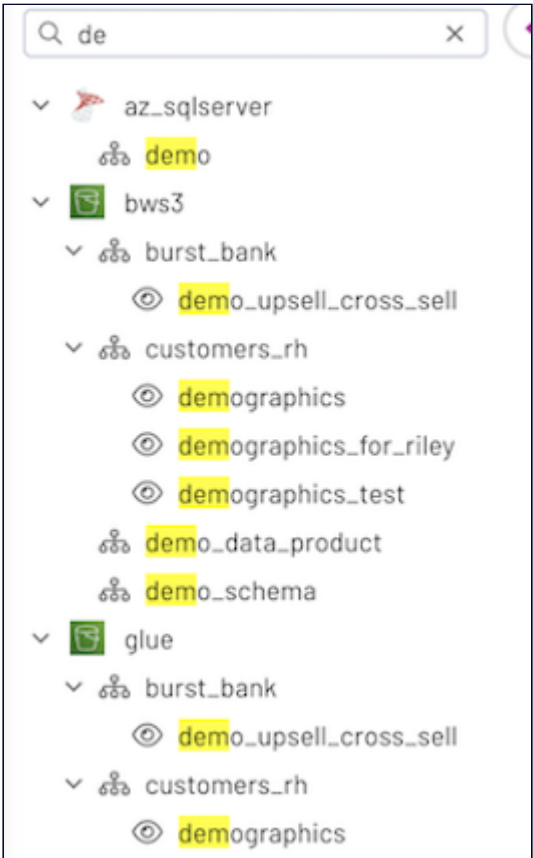 de
az_sqlserver
demo
bws3
burst_bank
demo_upsell_cross_sell
customers_rh
demographics
demographics_for_riley
demographics_test
demo_data_product
demo_schema
glue
burst_bank
demo_upsell_cross_sell
customers_rh
demographics